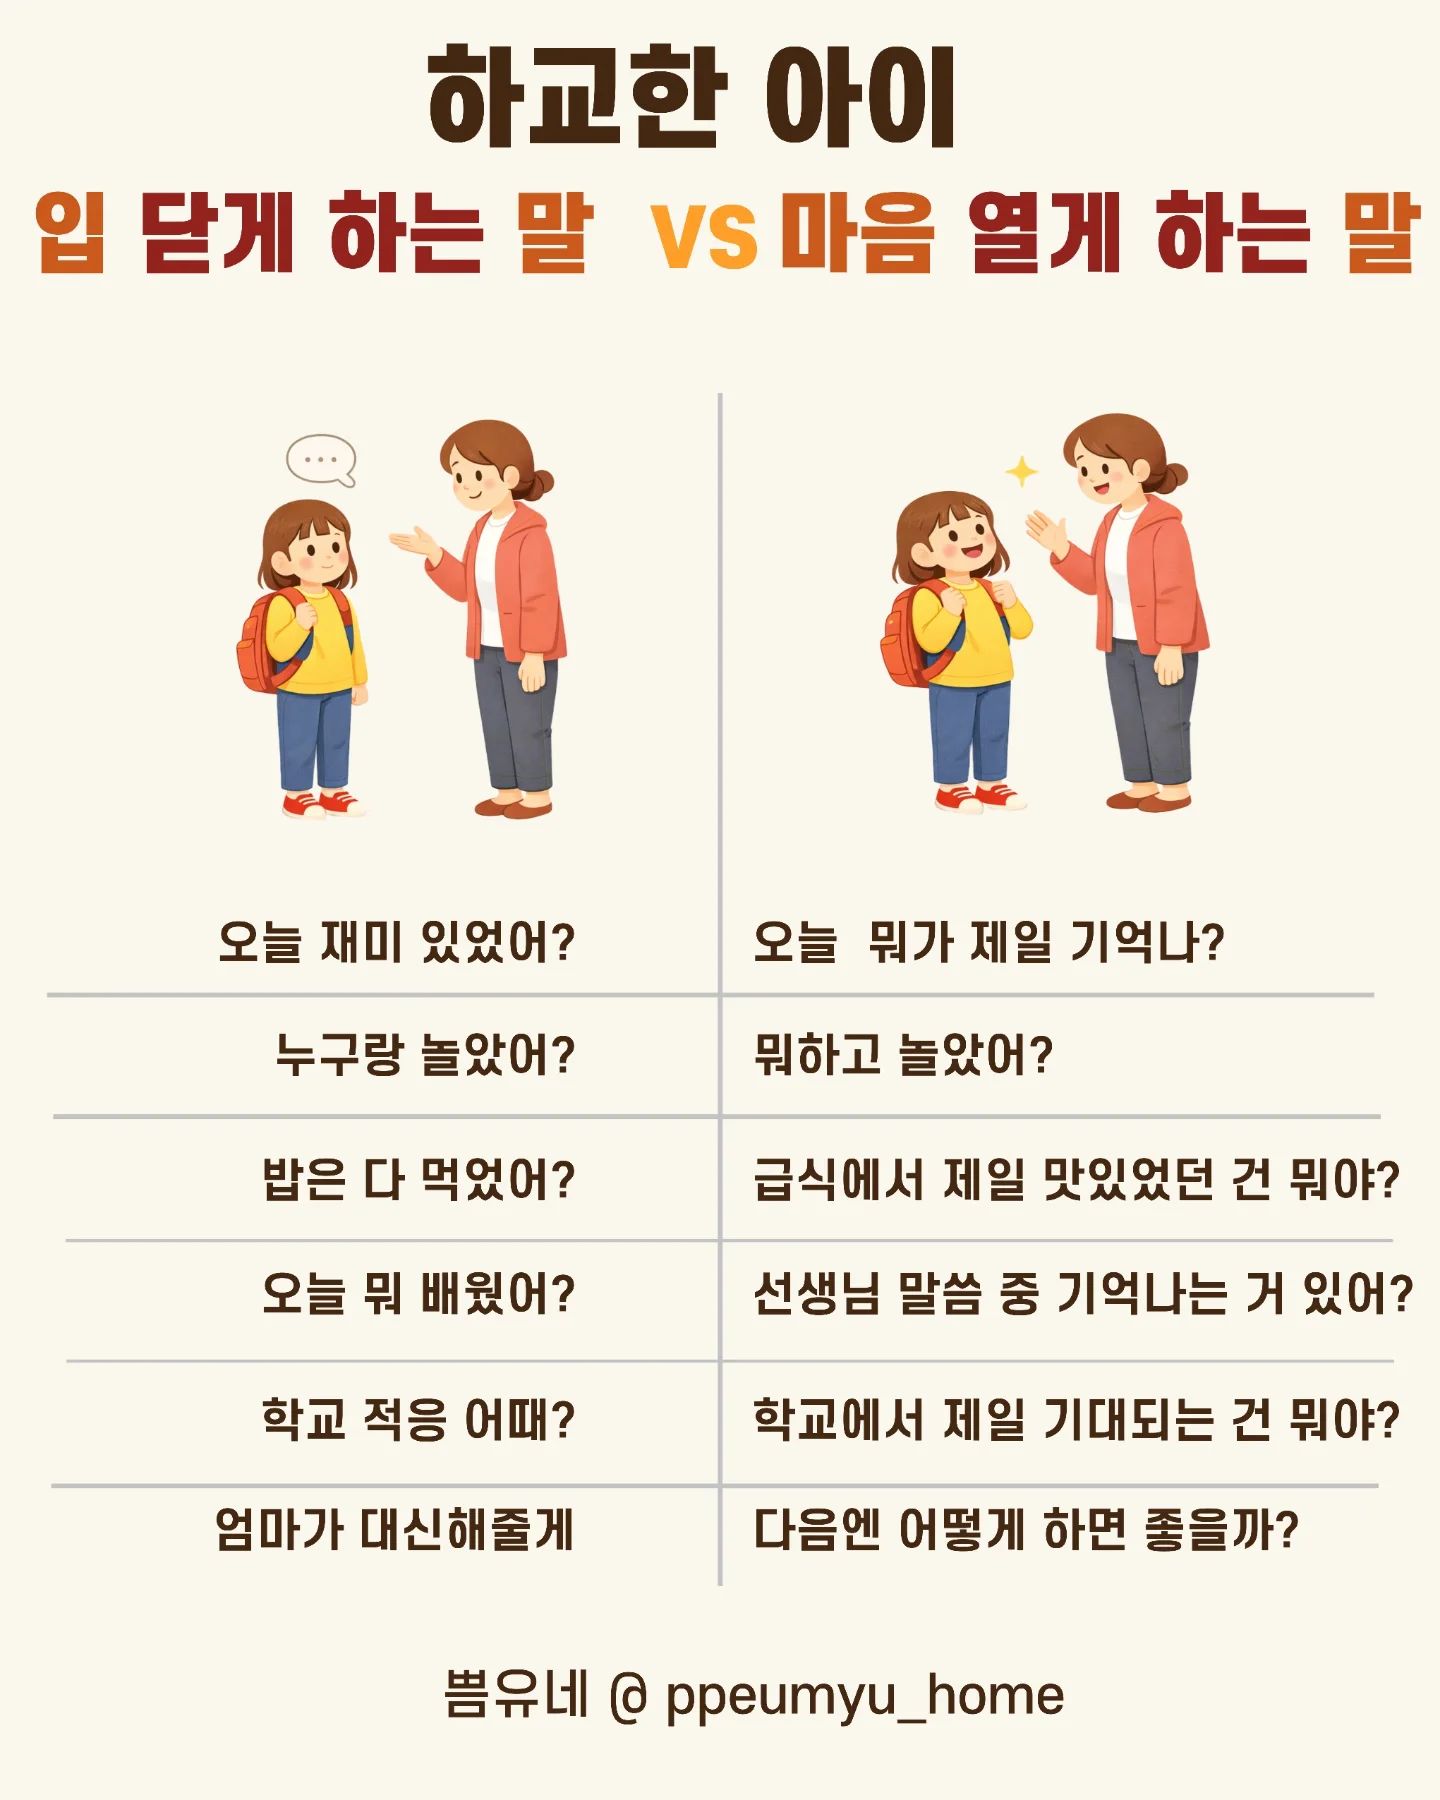 하교한 아이
입 닫게 하는 말 VS 마음 열게 하는 말
오늘 재미 있었어?
오늘 뭐가 제일 기억나?
누구랑 놀았어?
뭐하고 놀았어?
밥은 다 먹었어?
급식에서 제일 맛있었던 건 뭐야?
오늘 뭐 배웠어?
선생님 말씀 중 기억나는 거 있어?
학교 적응 어때?
학교에서 제일 기대되는 건 뭐야?
엄마가 대신해줄게
다음엔 어떻게 하면 좋을까?
쁨유네 @ ppeumyu_home